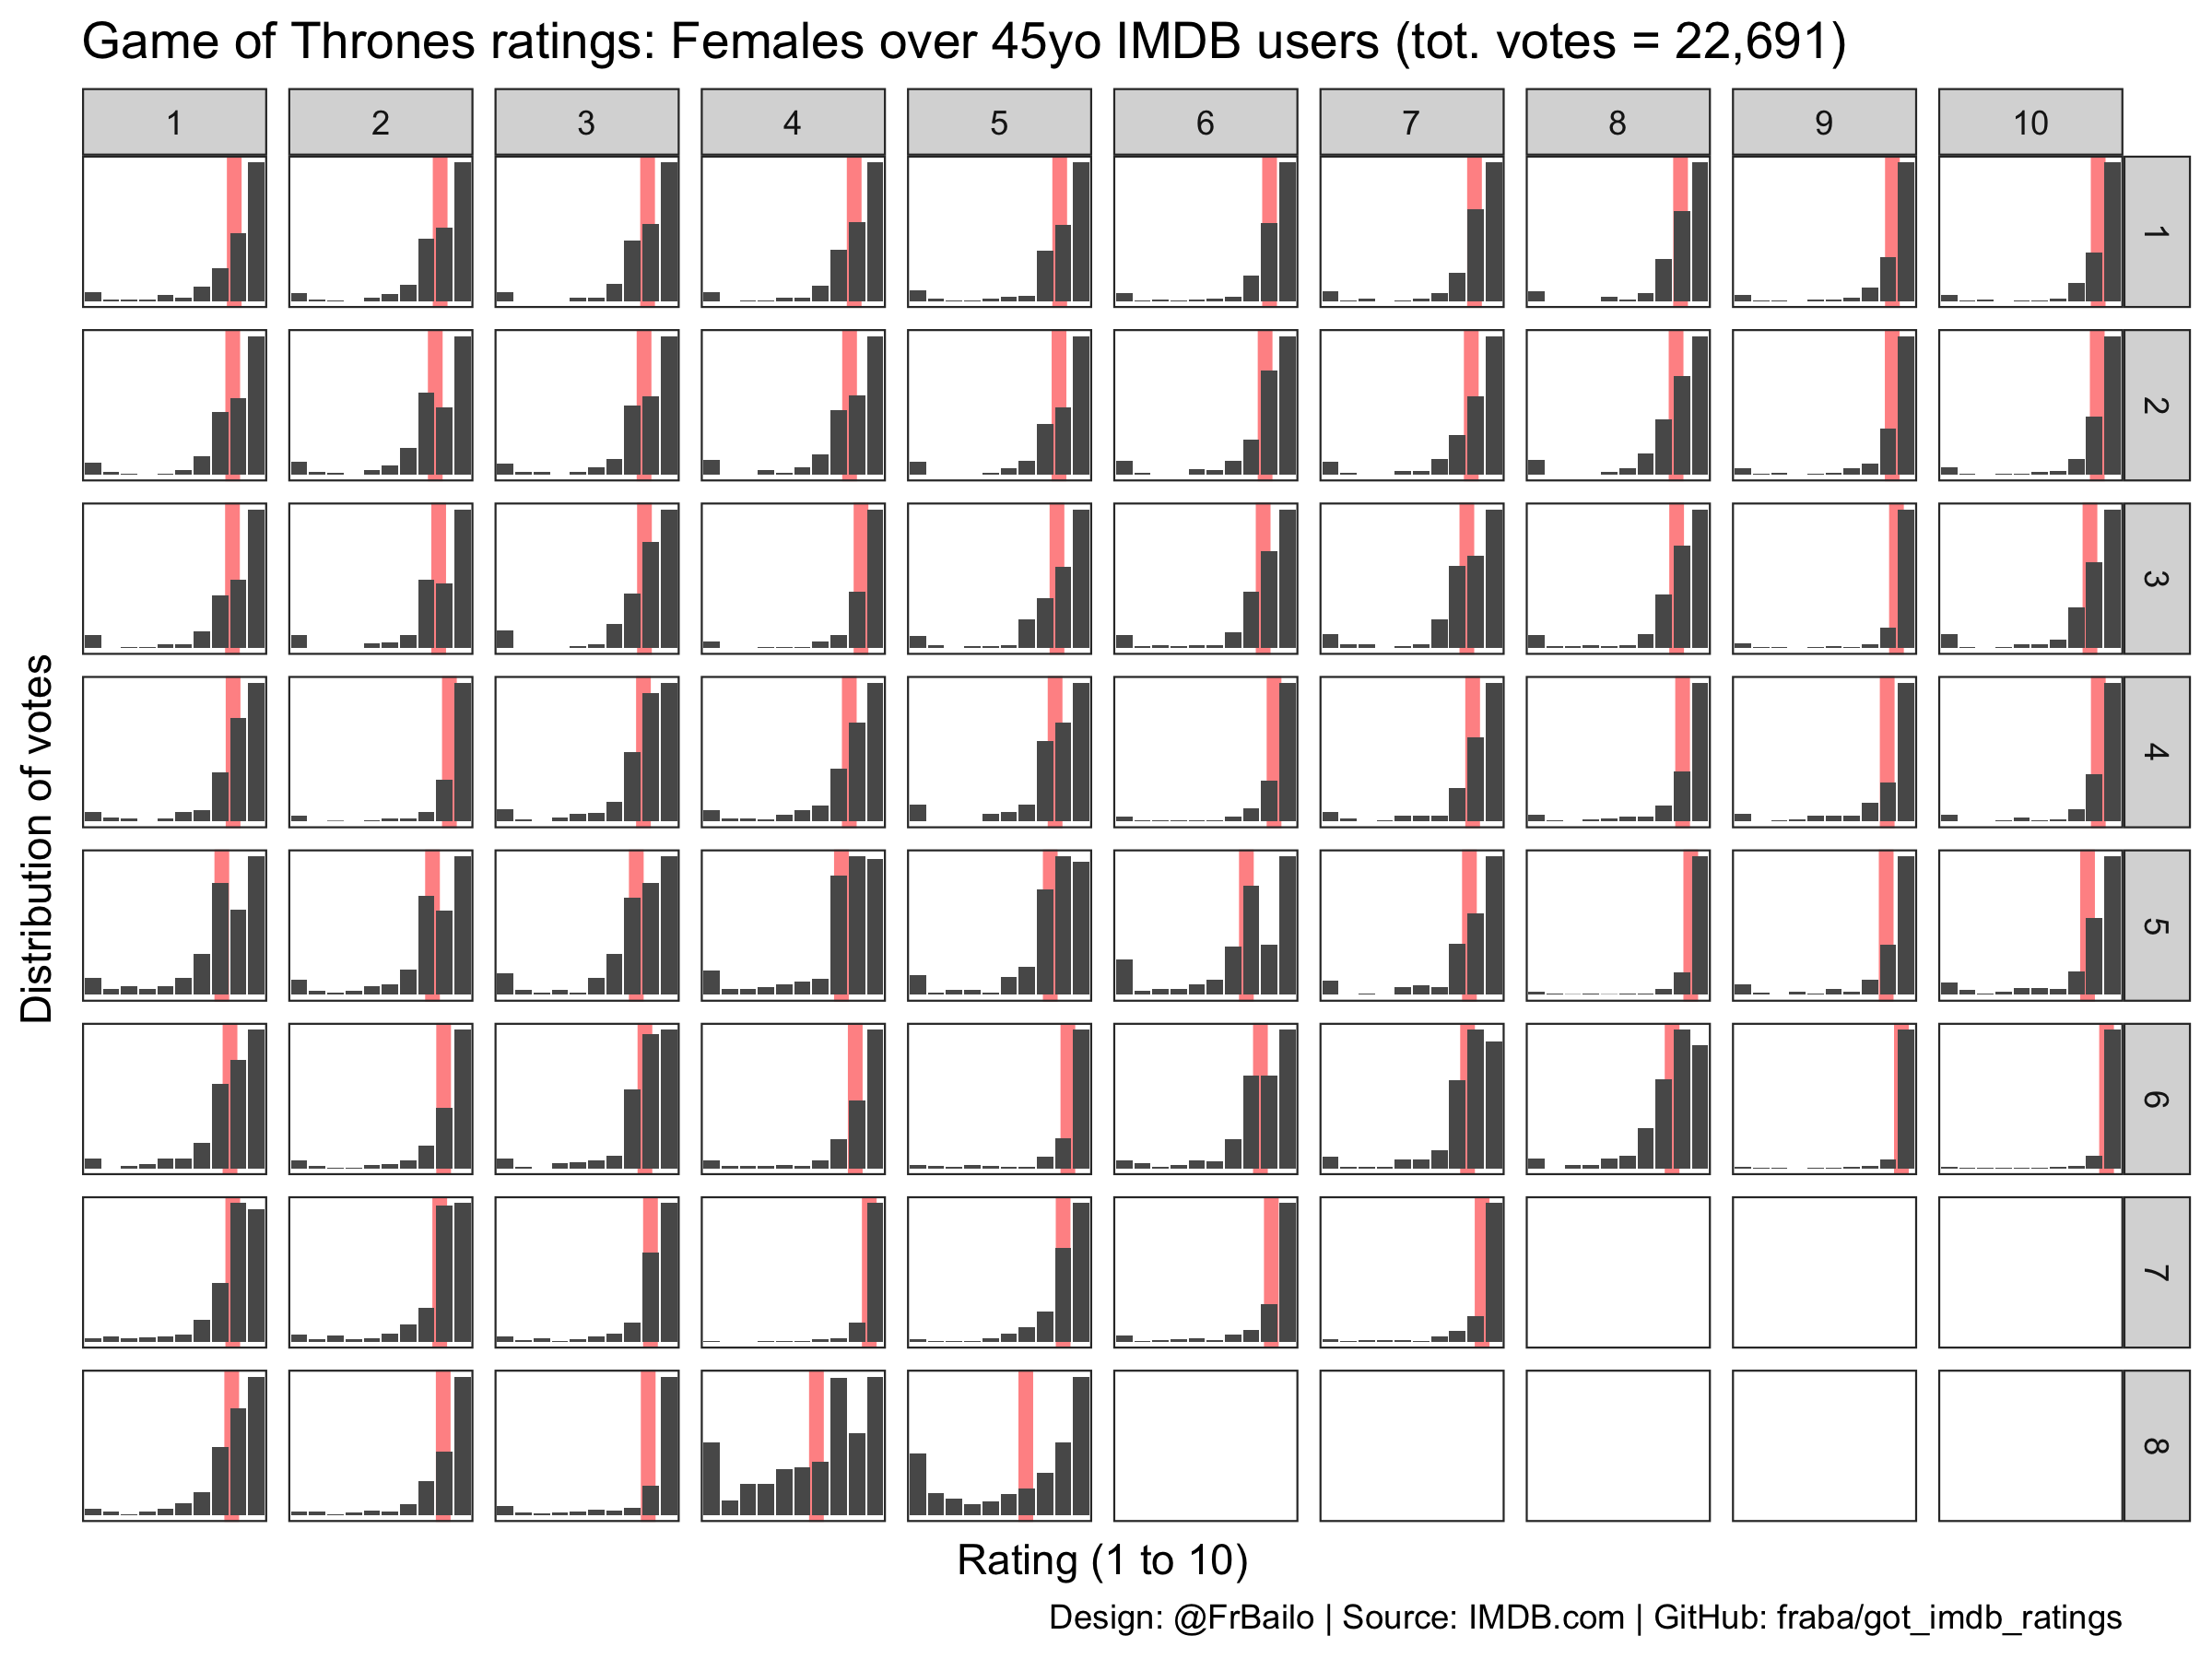 Game of Thrones ratings: Females over 45yo IMDB users (tot. votes = 22,691)
1 2 3 4 5 6 7 8 9 10
1
2
3
4
5
6
7
8
Distribution of votes
Rating (1 to 10)
Design: @FrBailo | Source: IMDB.com | GitHub: fraba/got_imdb_ratings